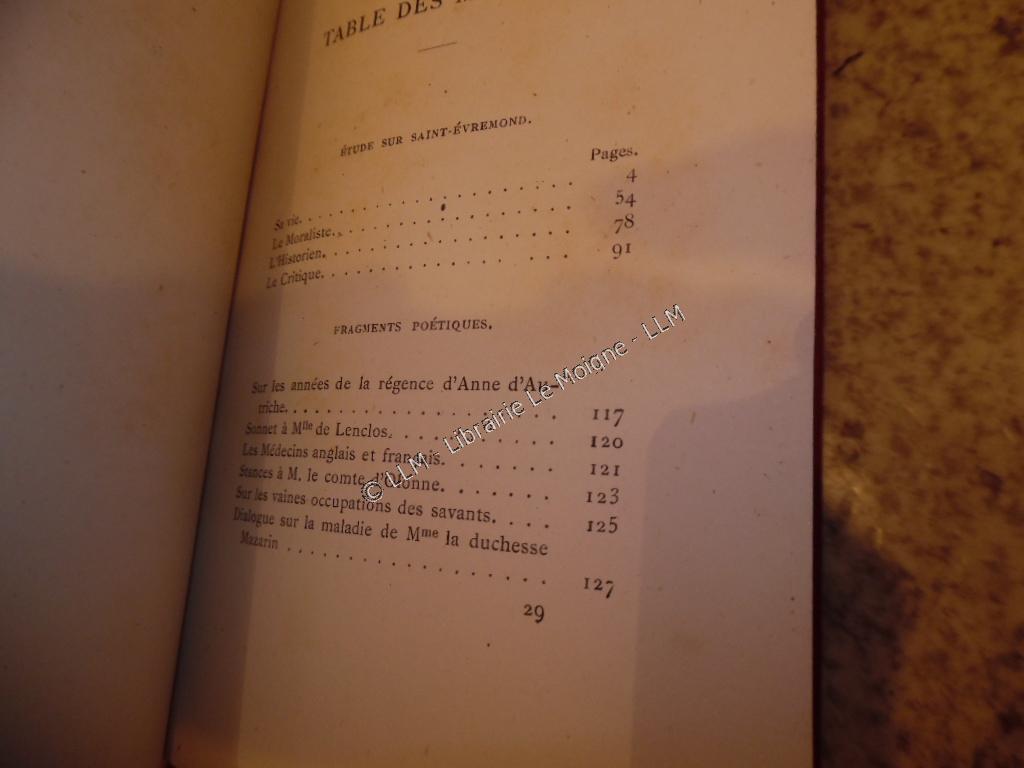 TABLE DES
ÉTUDE SUR SAINT-ÉVREMOND.
Pages.
Sa vie. . . . . . . . . . . . . . . . 4
Le Moraliste. . . . . . . . . . . . . . . 54
L'Historien. . . . . . . . . . . . . . . 78
Le Critique. . . . . . . . . . . . . . . 91
FRAGMENTS POÉTIQUES.
Sur les années de la régence d'Anne d'Au-
triche. . . . . . . . . . . . . . . . 117
Sonnet à Mlle de Lenclos. . . . . . . . . 120
Les Médecins anglais et français. . . . . . . 121
Stances à M. le comte d'Olonne. . . . . . . 123
Sur les vaines occupations des savants. . . . 125
Dialogue sur la maladie de Mme la duchesse
Mazarin . . . . . . . . . . . . . . . 127
29
© LLM - Librairie Le Moigne - LLM